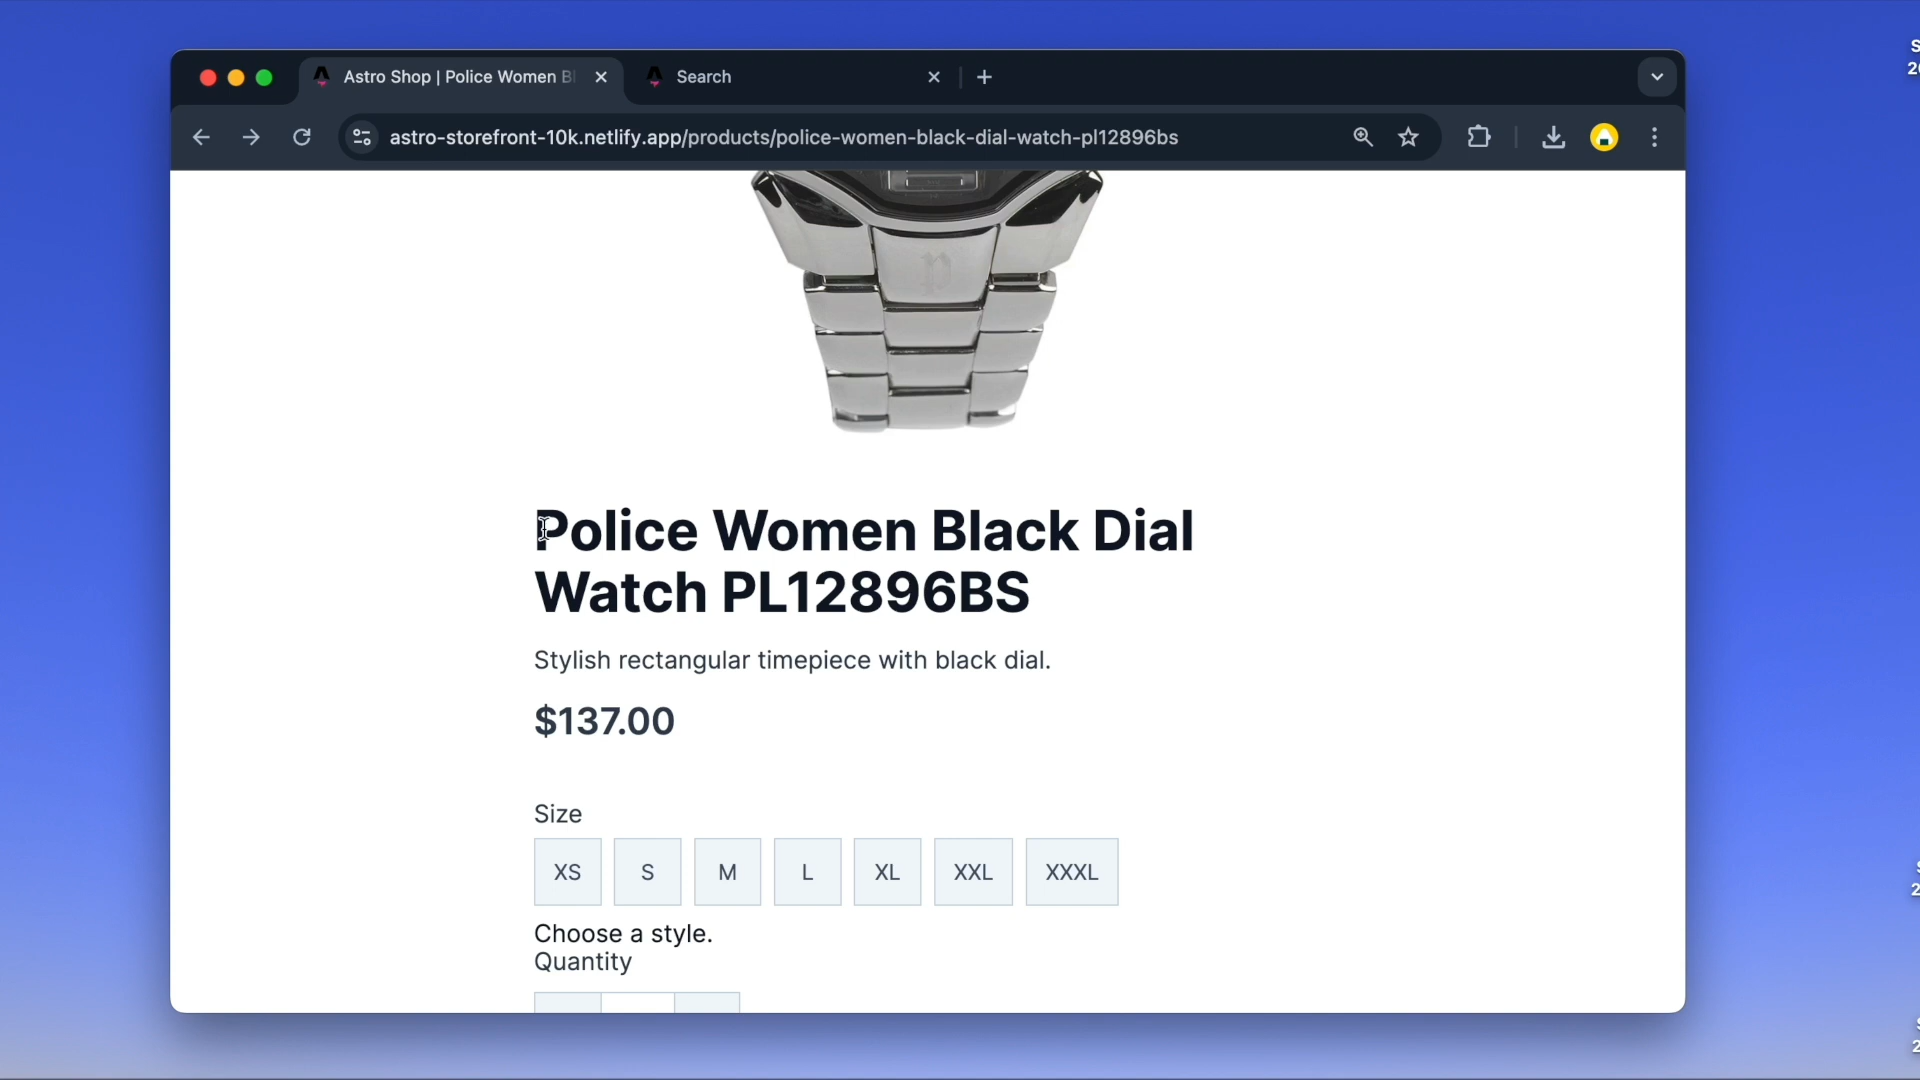 Astro Shop | Police Women Bl
Search
astro-storefront-10k.netlify.app/products/police-women-black-dial-watch-pl12896bs
Police Women Black Dial
Watch PL12896BS
Stylish rectangular timepiece with black dial.
$137.00
Size
XS S M L XL XXL XXXL
Choose a style.
Quantity